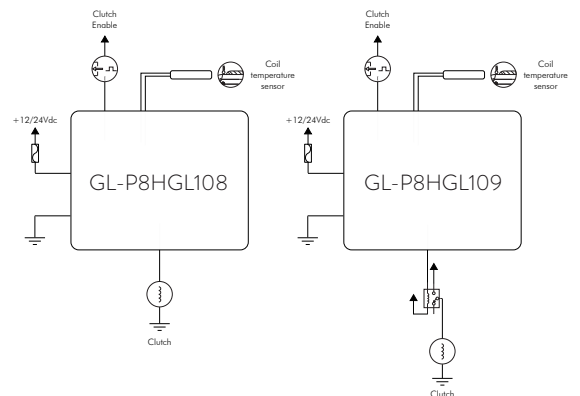 Clutch
Enable
Coil
temperature
sensor
+12/24Vdc
GL-P8HGL108
Clutch
Clutch
Enable
Coil
temperature
sensor
+12/24Vdc
GL-P8HGL109
Clutch